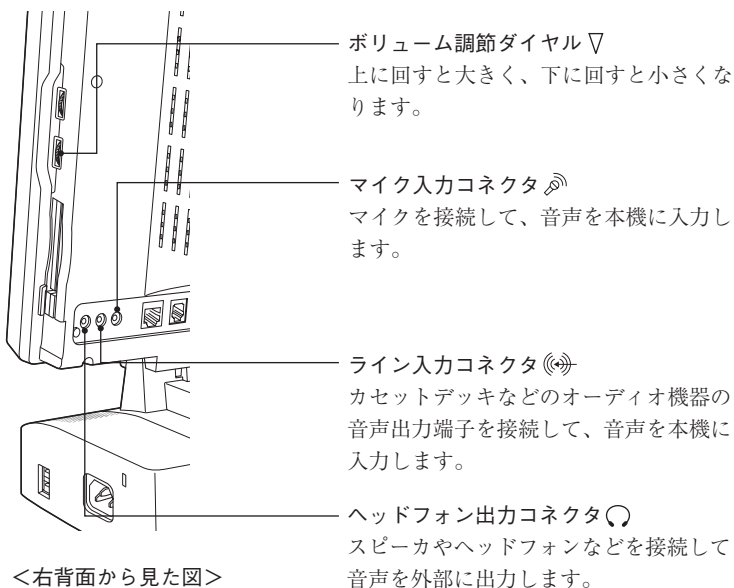 ボリューム調節ダイヤル
上に回すと大きく、下に回すと小さくな
ります。
マイク入力コネクタ
マイクを接続して、音声を本機に入力し
ます。
ライン入力コネクタ
カセットデッキなどのオーディオ機器の
音声出力端子を接続して、音声を本機に
入力します。
ヘッドフォン出力コネクタ
スピーカやヘッドフォンなどを接続して
音声を外部に出力します。
＜右背面から見た図＞